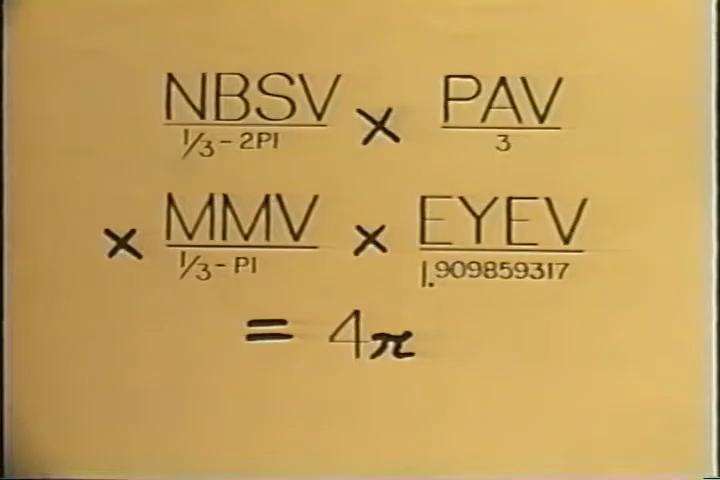 NBSV × PAV
1/3 - 2PI 3
× MMV × EYEV
1/3 - PI 1.909859317
= 4π